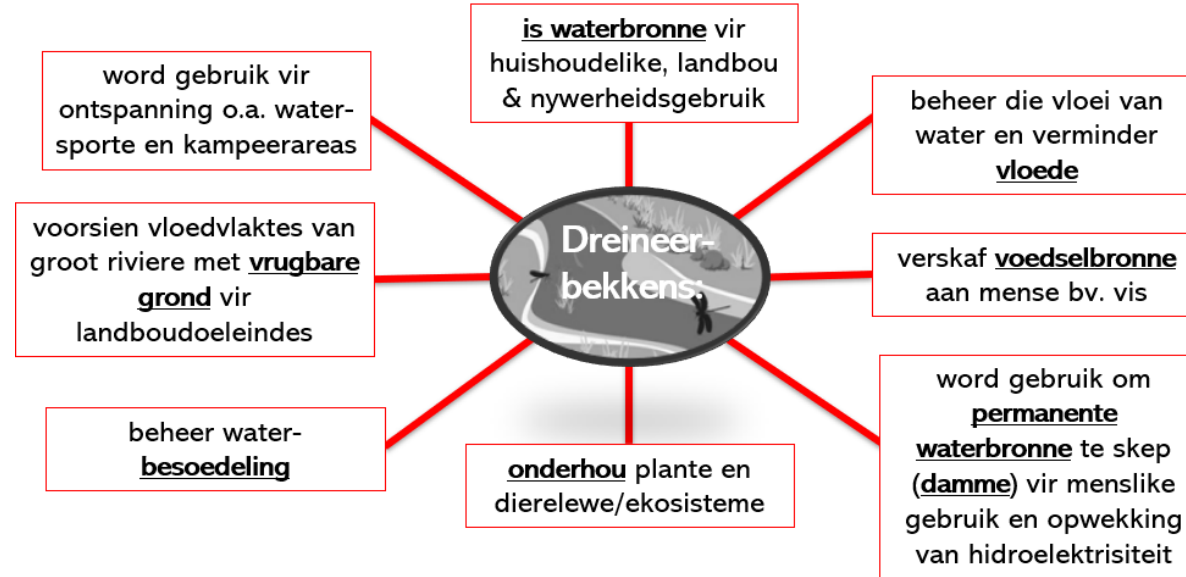 is waterbronne vir
huishoudelike, landbou
& nywerheidsgebruik
word gebruik vir
ontspanning o.a. water-
sporte en kampeerareas
beheer die vloei van
water en verminder
vloede
Dreineer-
bekkens:
voorsien vloedvlaktes van
groot riviere met vrugbare
grond vir
landboudoeleindes
verskaf voedselbronne
aan mense bv. vis
beheer water-
besoedeling
onderhou plante en
dierelewe/ekosisteme
word gebruik om
permanente
waterbronne te skep
(damme) vir menslike
gebruik en opwekking
van hidroelektrisiteit